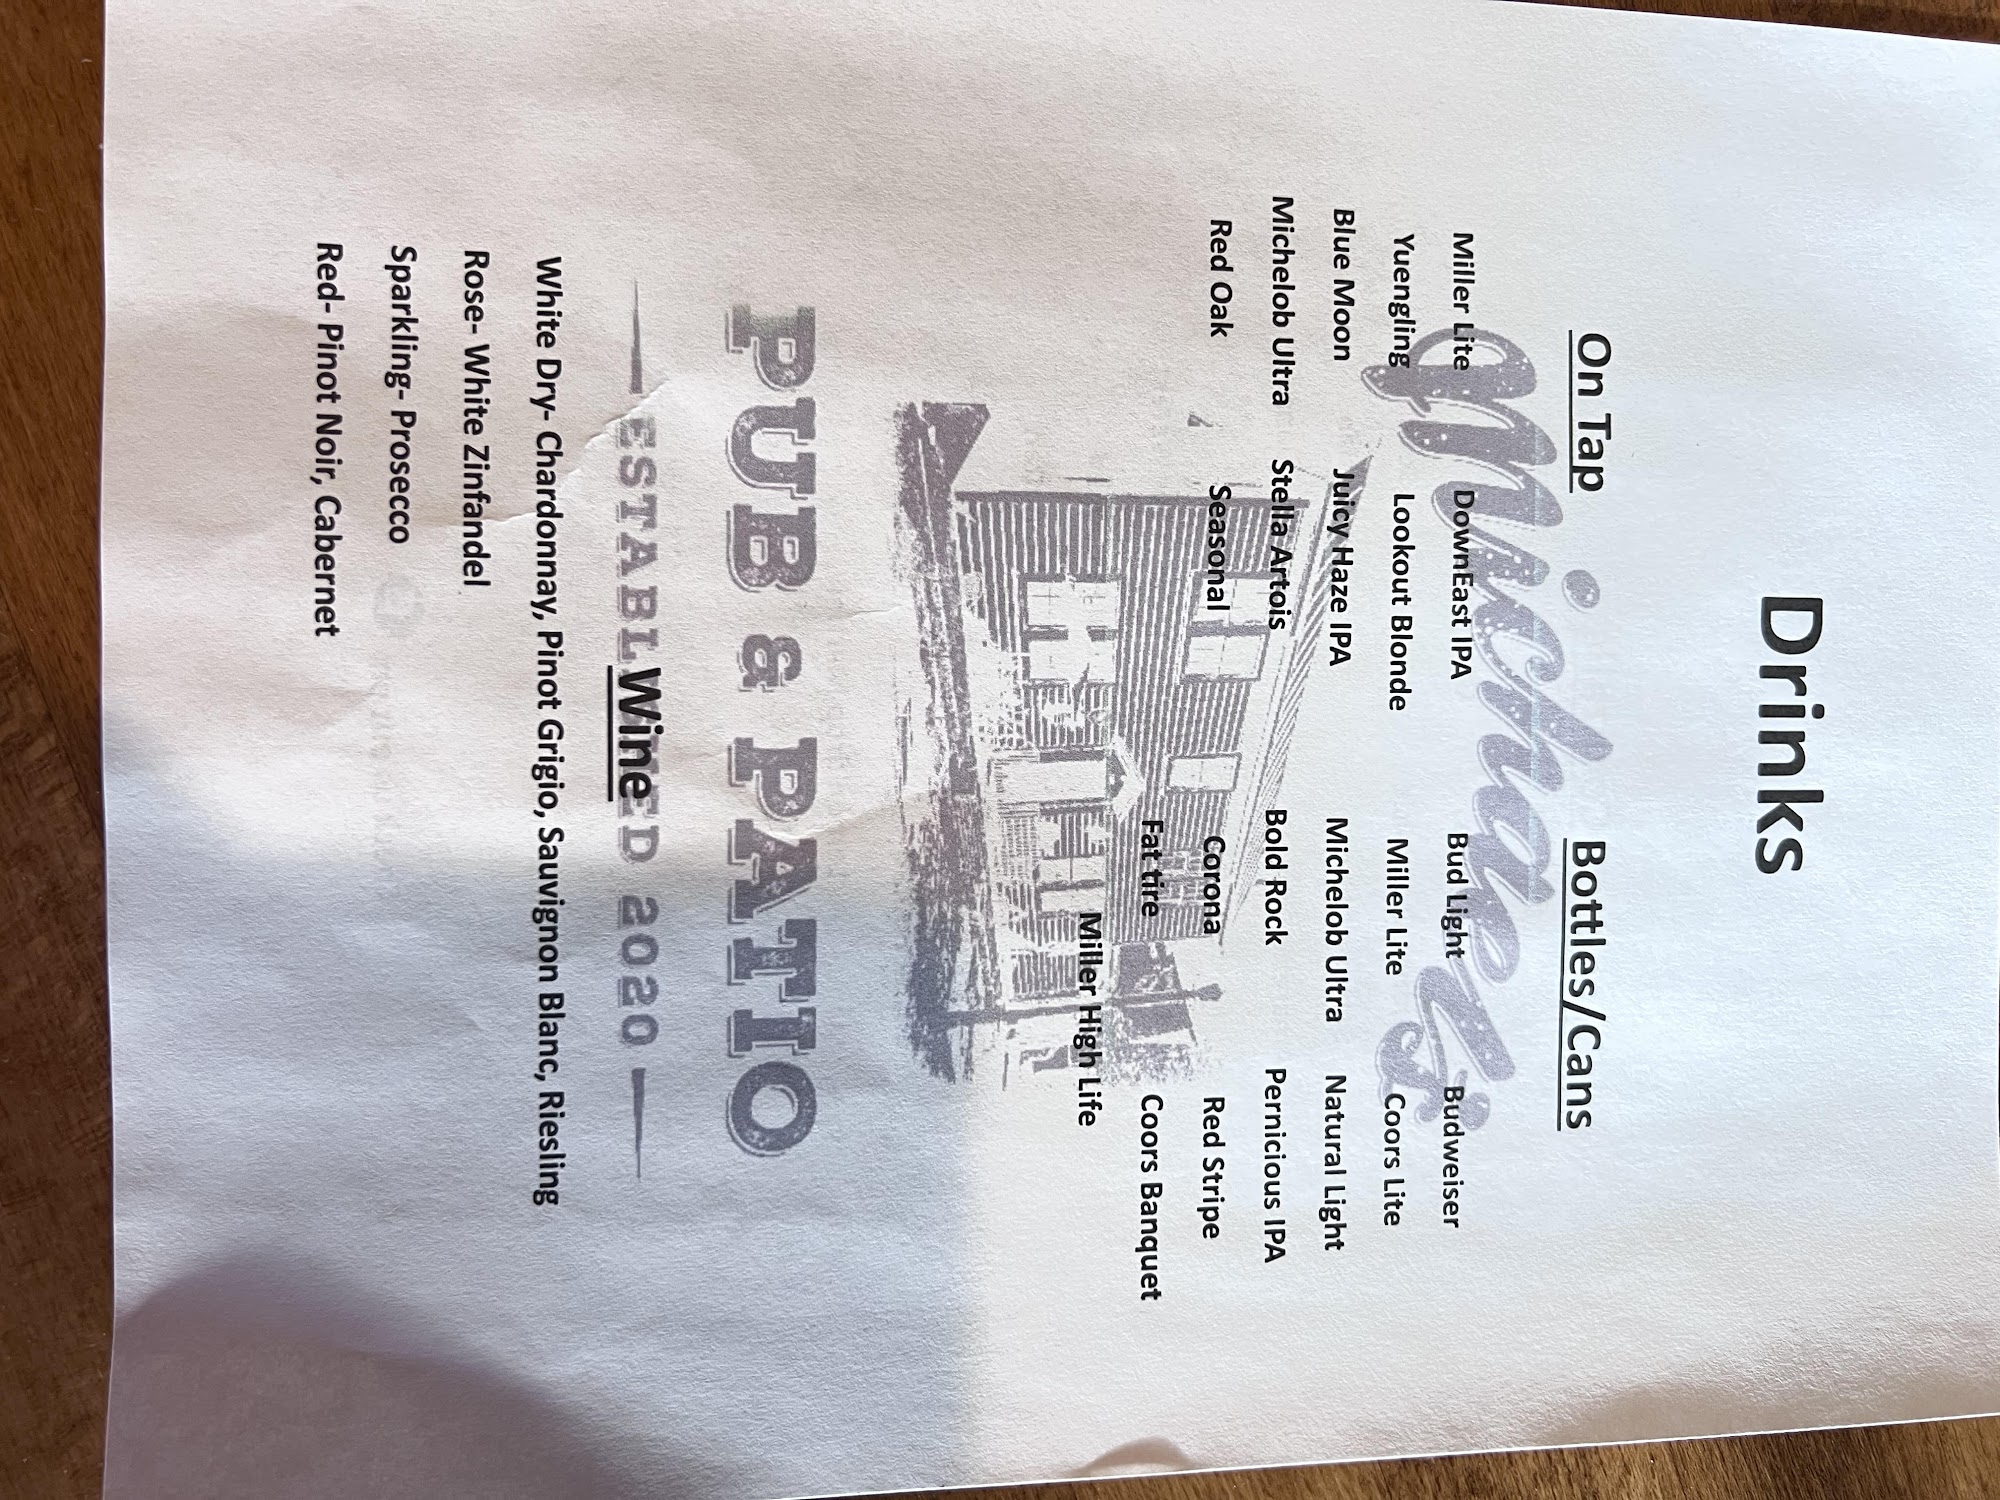 Drinks
On Tap Bottles/Cans
Michael's
Miller Lite DownEast IPA Bud Light Budweiser
Yuengling Lookout Blonde Miller Lite Coors Lite
Blue Moon Juicy Haze IPA Michelob Ultra Natural Light
Michelob Ultra Stella Artois Bold Rock Pernicious IPA
Red Oak Seasonal Corona Red Stripe
Fat tire Coors Banquet
Miller High Life
PUB & PATIO
ESTABLISHED 2020
Wine
White Dry- Chardonnay, Pinot Grigio, Sauvignon Blanc, Riesling
Rose- White Zinfandel
Sparkling- Prosecco
Red- Pinot Noir, Cabernet